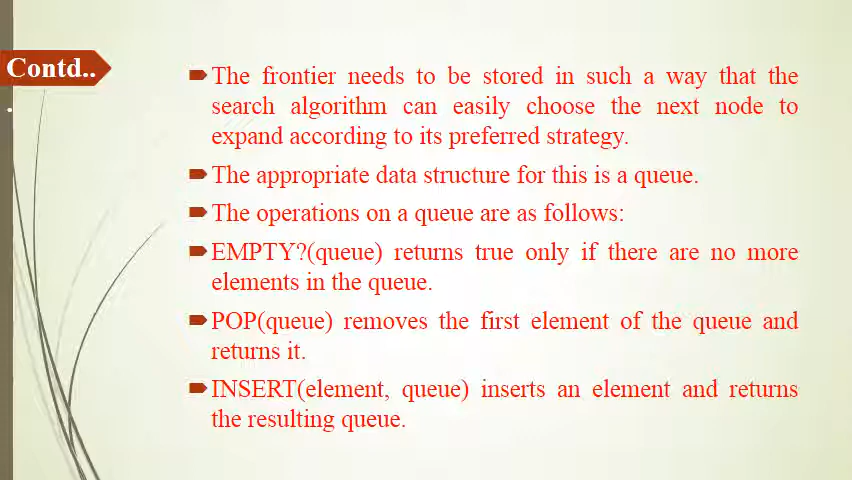 Contd..
.
The frontier needs to be stored in such a way that the
search algorithm can easily choose the next node to
expand according to its preferred strategy.
The appropriate data structure for this is a queue.
The operations on a queue are as follows:
EMPTY?(queue) returns true only if there are no more
elements in the queue.
POP(queue) removes the first element of the queue and
returns it.
INSERT(element, queue) inserts an element and returns
the resulting queue.